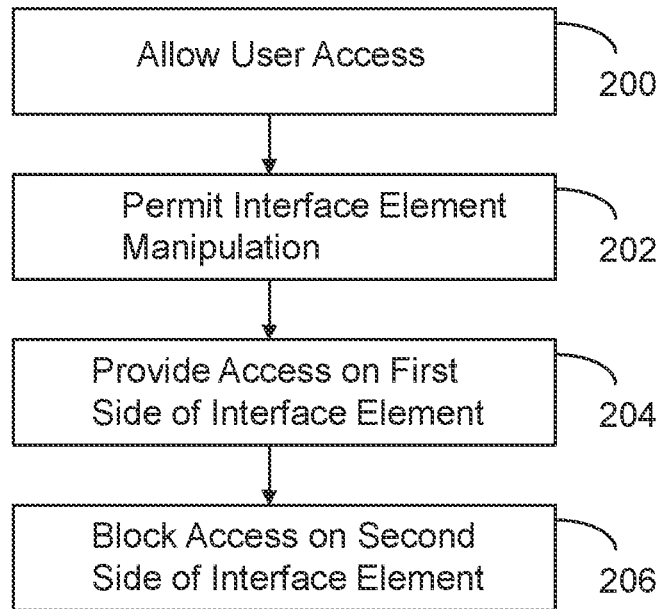 Allow User Access
200
Permit Interface Element
Manipulation
202
Provide Access on First
Side of Interface Element
204
Block Access on Second
Side of Interface Element
206